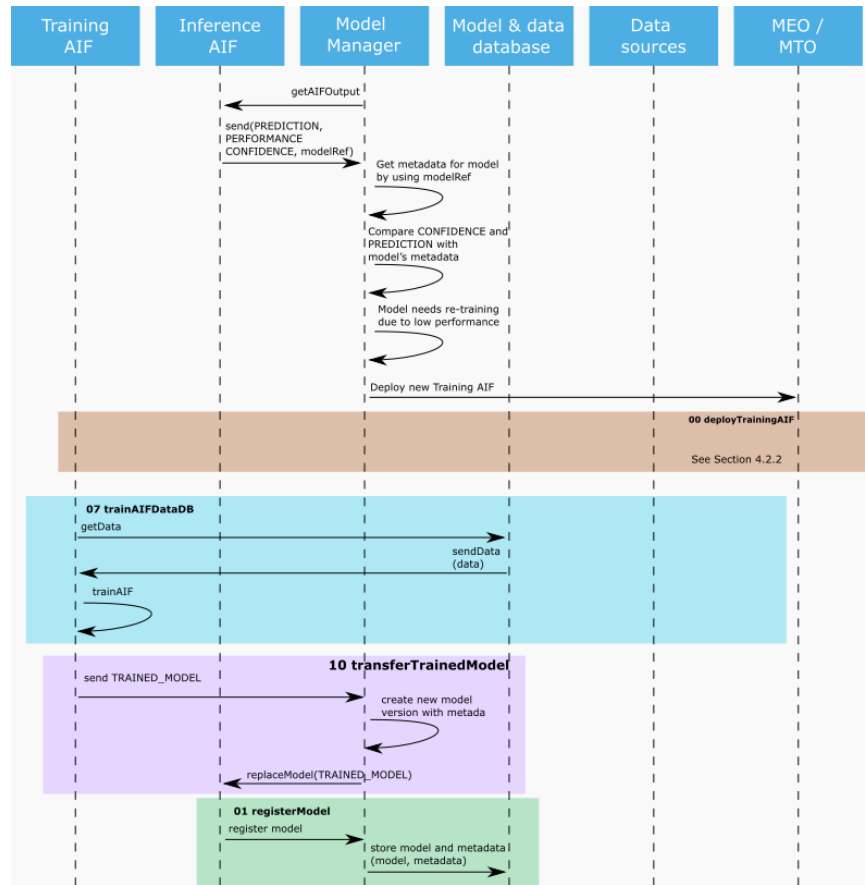 Training
AIF
Inference
AIF
Model
Manager
Model & data
database
Data
sources
MEO /
MTO
getAIFOutput
send(PREDICTION,
PERFORMANCE
CONFIDENCE, modelRef)
Get metadata for model
by using modelRef
Compare CONFIDENCE and
PREDICTION with
model's metadata
Model needs re-training
due to low performance
Deploy new Training AIF
00 deployTrainingAIF
See Section 4.2.2
07 trainAIFDataDB
getData
sendData
(data)
trainAIF
10 transferTrainedModel
send TRAINED_MODEL
create new model
version with metada
replaceModel(TRAINED_MODEL)
01 registerModel
register model
store model and metadata
(model, metadata)